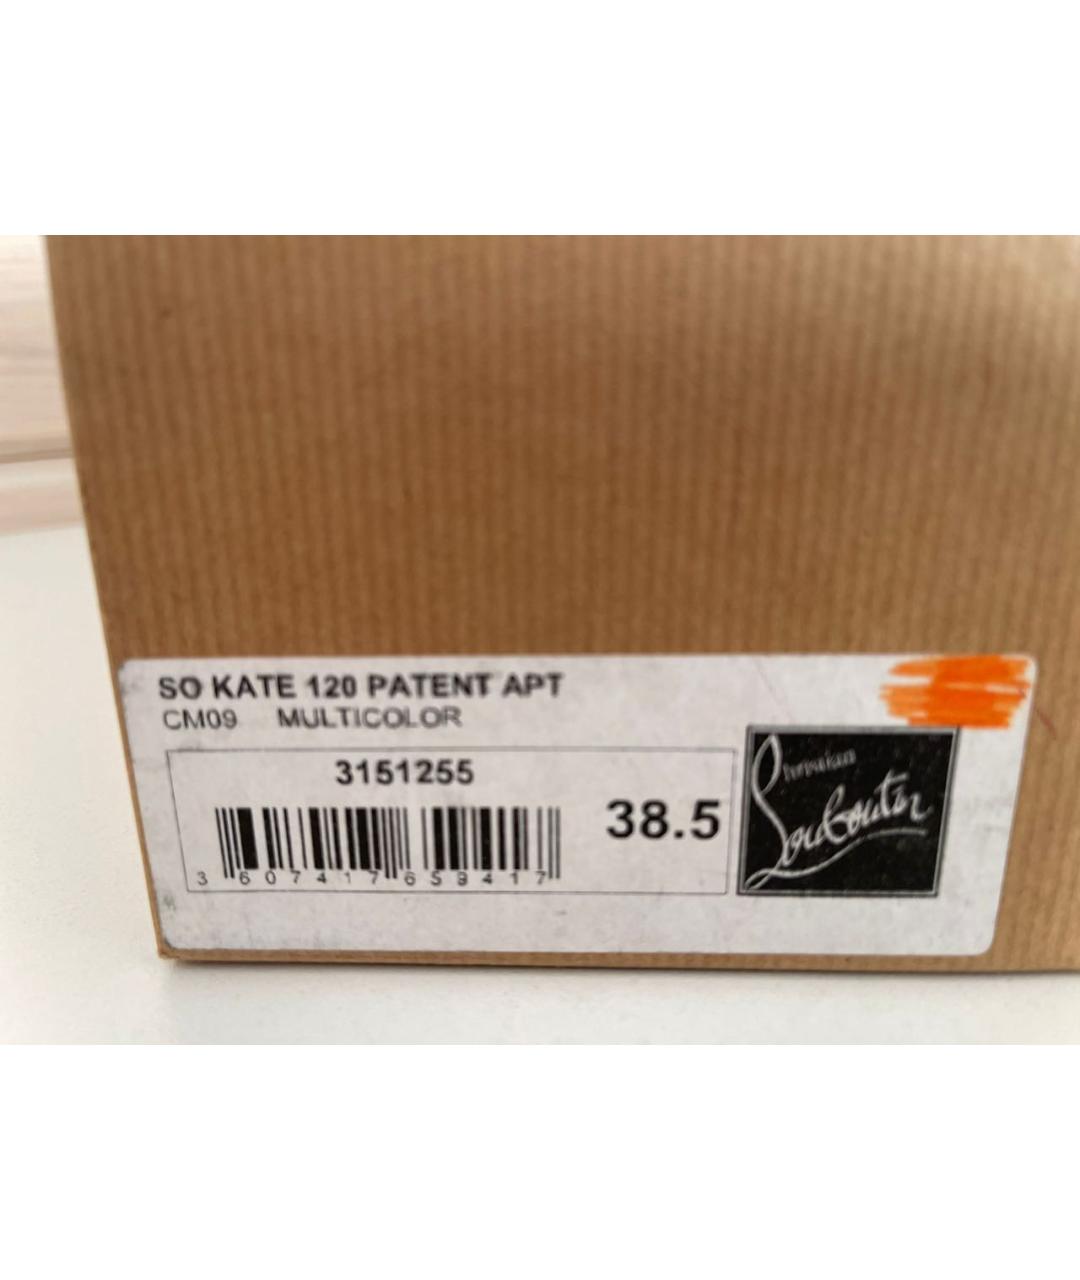 SO KATE 120 PATENT APT
CM09 MULTICOLOR
3151255
38.5
3 607417 659417
Christian
Louboutin